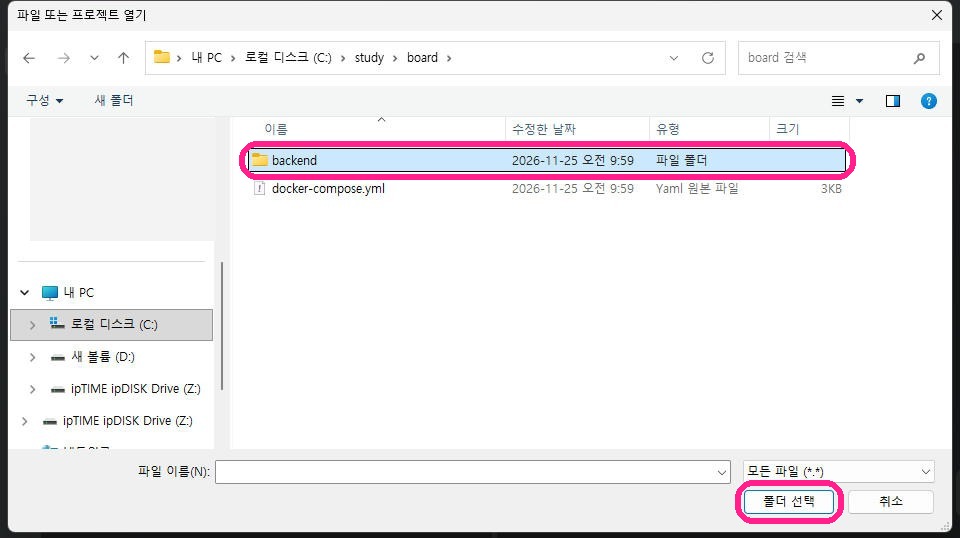 파일 또는 프로젝트 열기
내 PC 로컬 디스크 (C:) study board
board 검색
구성 새 폴더
이름 수정한 날짜 유형 크기
backend 2026-11-25 오전 9:59 파일 폴더
docker-compose.yml 2026-11-25 오전 9:59 Yaml 원본 파일 3KB
내 PC
로컬 디스크 (C:)
새 볼륨 (D:)
ipTIME ipDISK Drive (Z:)
ipTIME ipDISK Drive (Z:)
파일 이름(N): 모든 파일 (*.*)
폴더 선택 취소